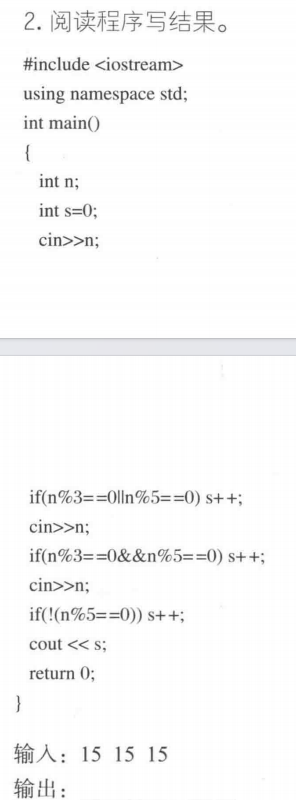 2. 阅读程序写结果。
#include <iostream>
using namespace std;
int main()
{
int n;
int s=0;
cin>>n;
if(n%3==0||n%5==0) s++;
cin>>n;
if(n%3==0&&n%5==0) s++;
cin>>n;
if(!(n%5==0)) s++;
cout << s;
return 0;
}
输入：15 15 15
输出：